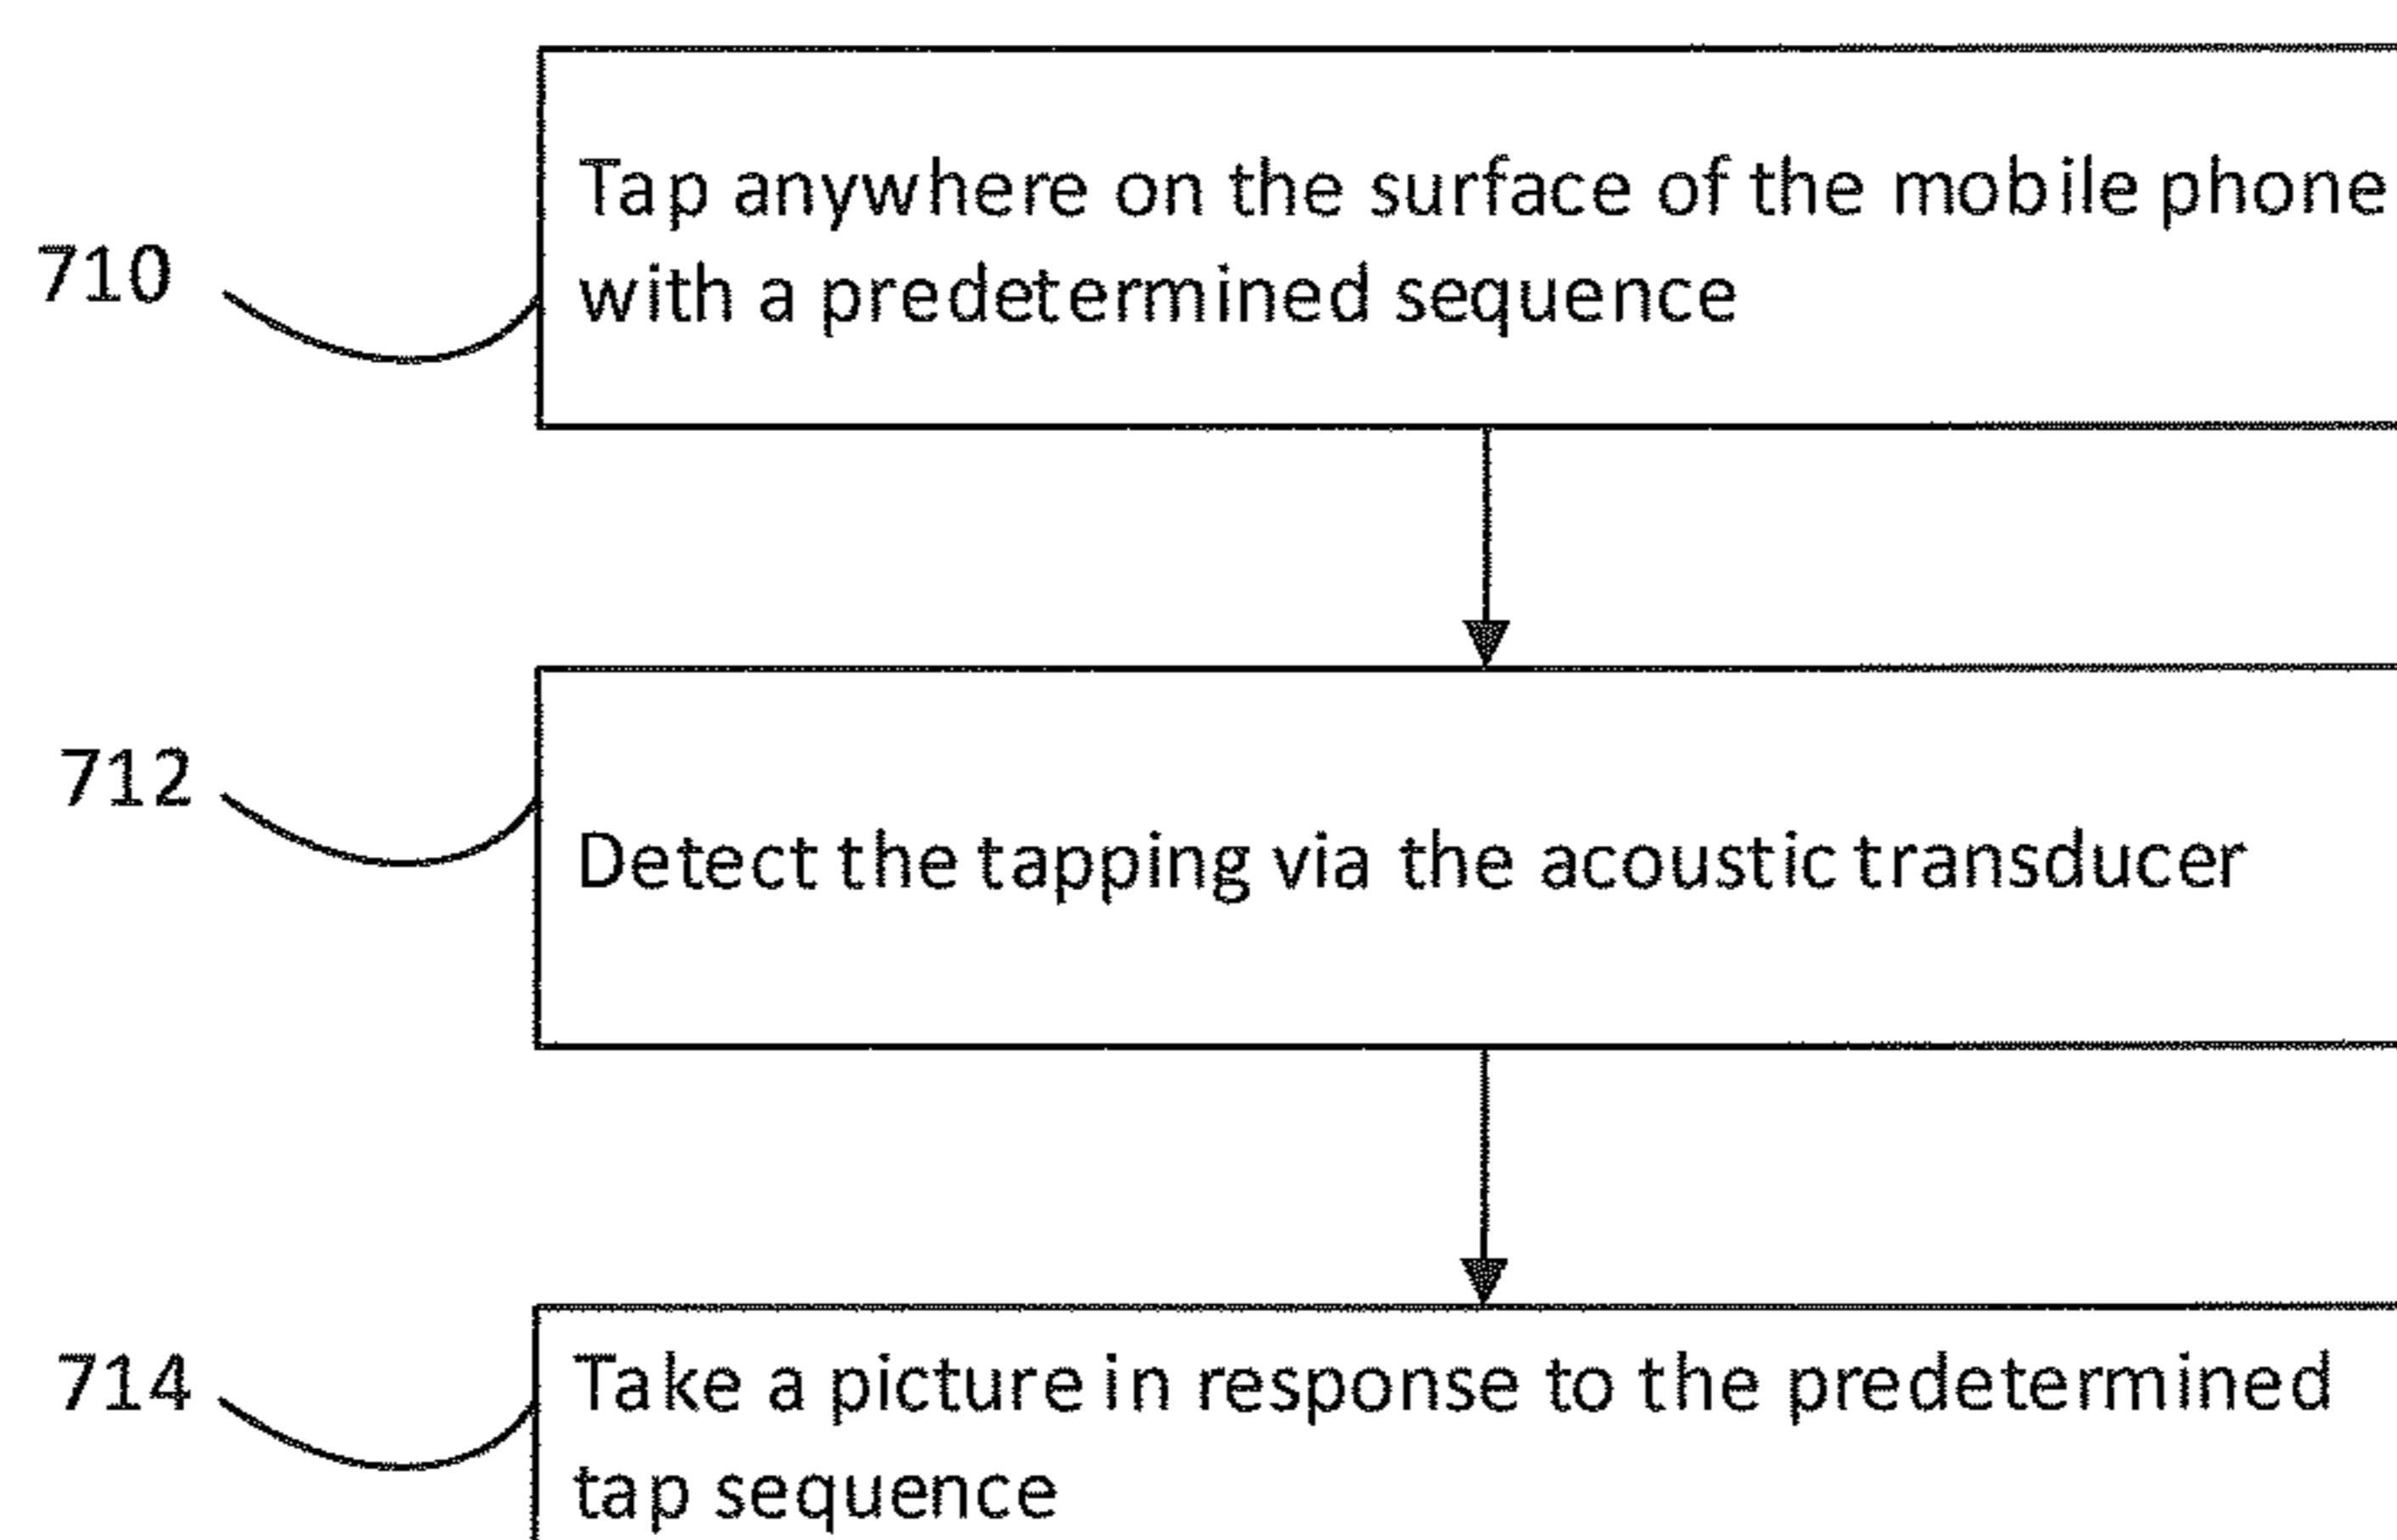 Tap anywhere on the surface of the mobile phone
710
with a predetermined sequence
712
Detect the tapping via the acoustic transducer
714
Take a picture in response to the predetermined
tap sequence